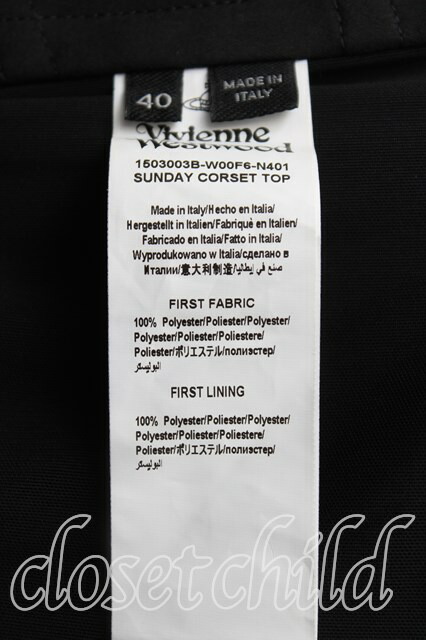 40
MADE IN
ITALY
Vivienne
Westwood
1503003B-W00F6-N401
SUNDAY CORSET TOP
Made in Italy/Hecho en Italia/
Hergestellt in Italien/Fabriqué en Italien/
Fabricado en Italia/Fatto in Italia/
Wyprodukowano w Italia/сделано в
Италии/意大利制造/صنع في إيطاليا
FIRST FABRIC
100% Polyester/Poliester/Polyester/
Polyester/Poliester/Poliestere/
Poliester/ポリエステル/полиэстер/
البوليستر
FIRST LINING
100% Polyester/Poliester/Polyester/
Polyester/Poliester/Poliestere/
Poliester/ポリエステル/полиэстер/
البوليستر
closet child